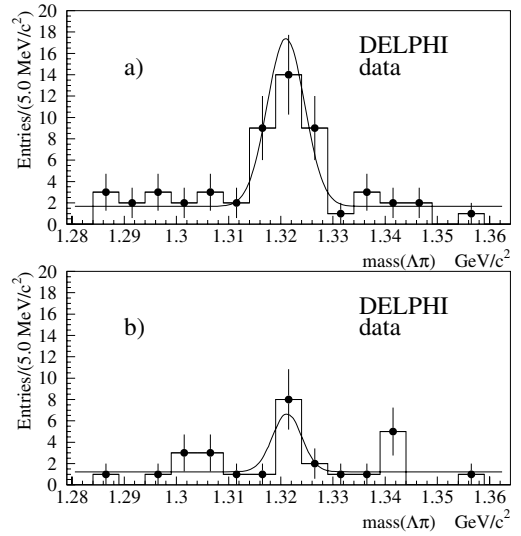 DELPHI
data
a)
Entries/(5.0 MeV/c²)
20
18
16
14
12
10
8
6
4
2
0
1.28 1.29 1.3 1.31 1.32 1.33 1.34 1.35 1.36
mass(Λπ) GeV/c²
DELPHI
data
b)
Entries/(5.0 MeV/c²)
20
18
16
14
12
10
8
6
4
2
0
1.28 1.29 1.3 1.31 1.32 1.33 1.34 1.35 1.36
mass(Λπ) GeV/c²